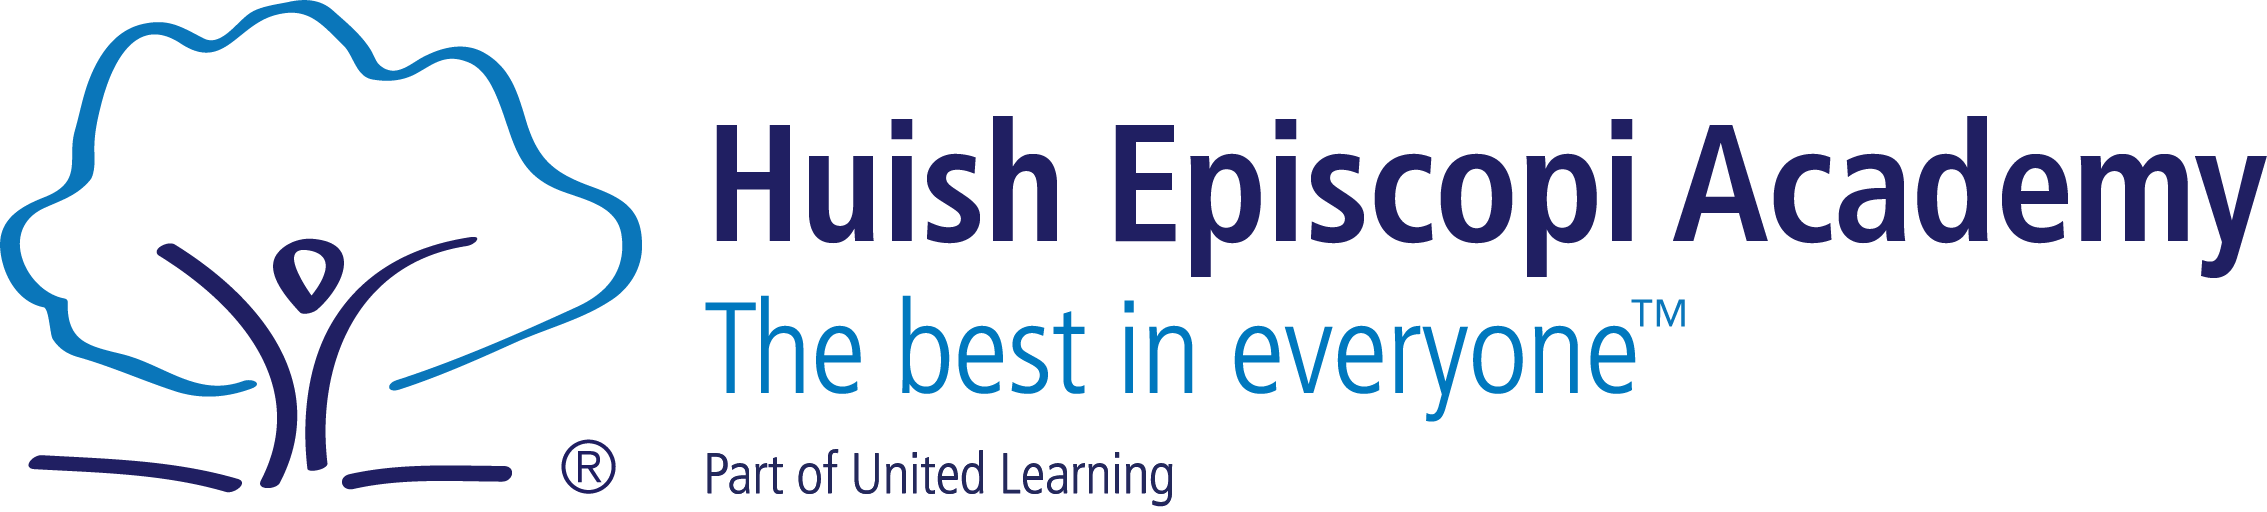 Huish Episcopi Academy
The best in everyone™
Part of United Learning
®